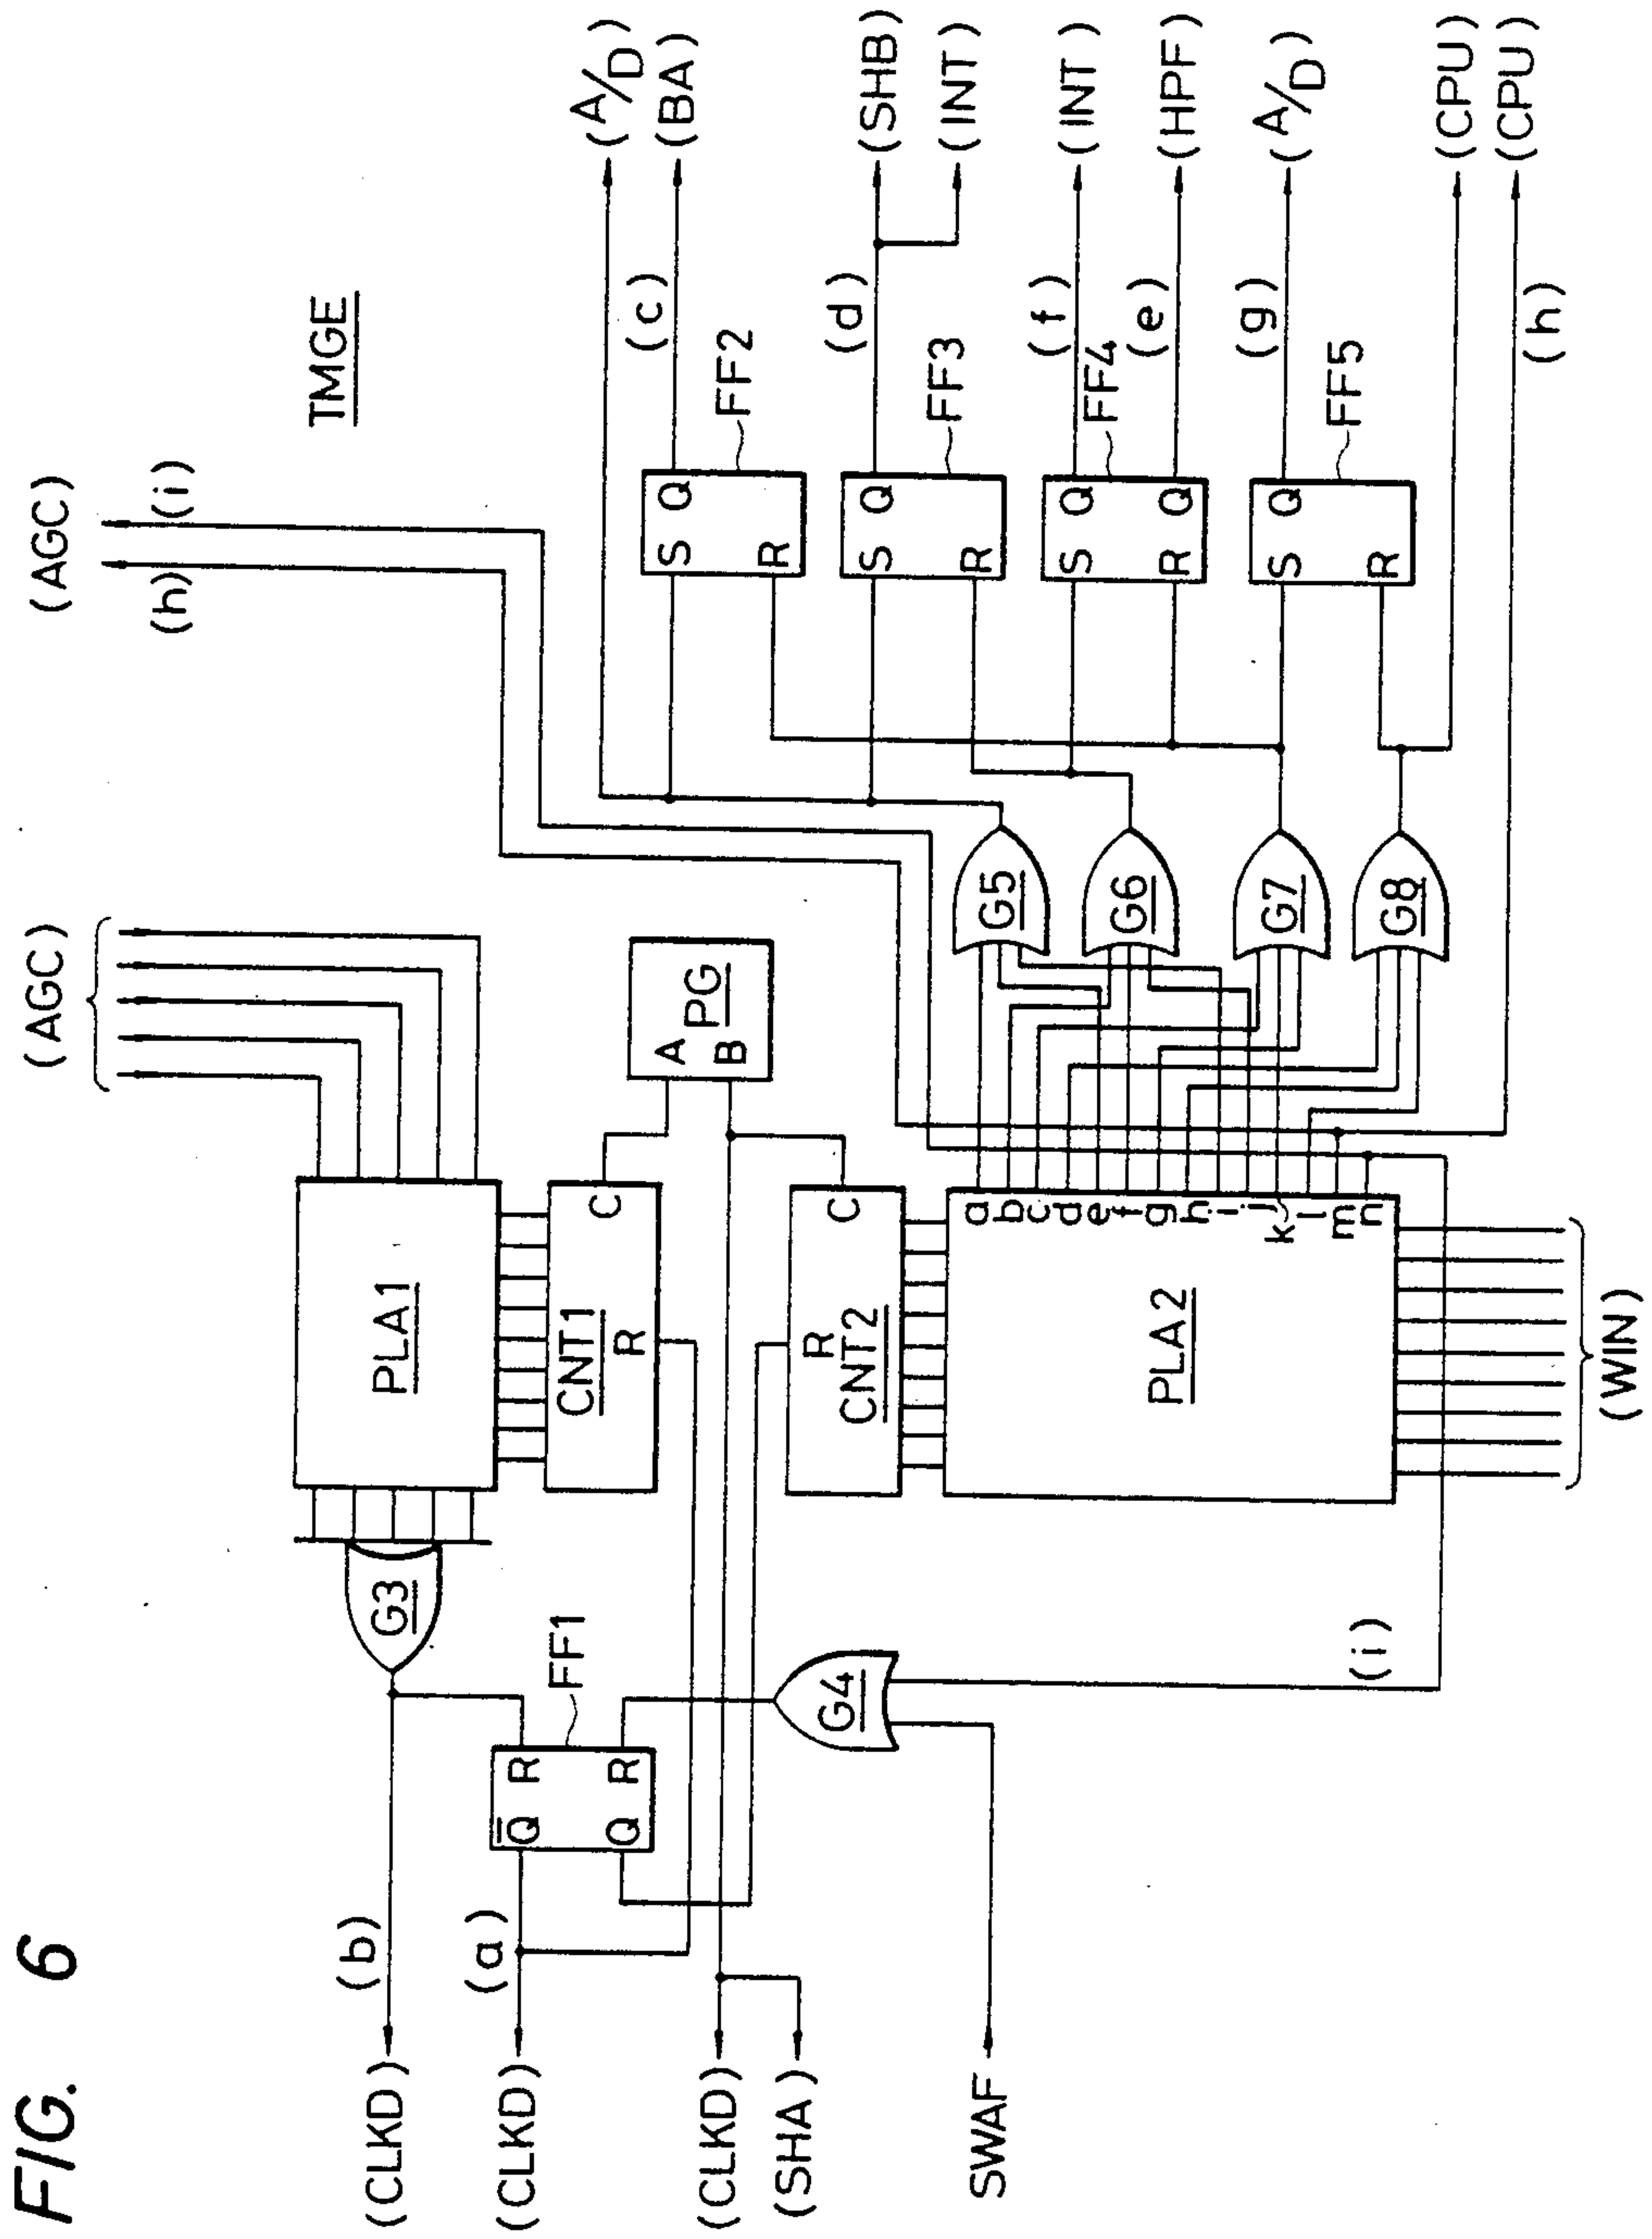 FIG. 6
TMGE
(AGC)
(AGC)
(h)
(i)
(b)
(a)
(CLKD)
(CLKD)
(CLKD)
(SHA)
SWAF
G3
FF1
Q̅ R
Q R
G4
(i)
PLA1
CNT1
C
R
PG
A
B
CNT2
C
R
PLA2
a
b
c
d
e
f
g
h
i
j
k
l
m
n
(WIN)
G5
G6
G7
G8
S Q
R
FF2
S Q
R
FF3
S Q
R Q
FF4
S Q
R
FF5
(c)
(d)
(f)
(e)
(g)
(h)
(A/D)
(BA)
(SHB)
(INT)
(INT)
(HPF)
(A/D)
(CPU)
(CPU)